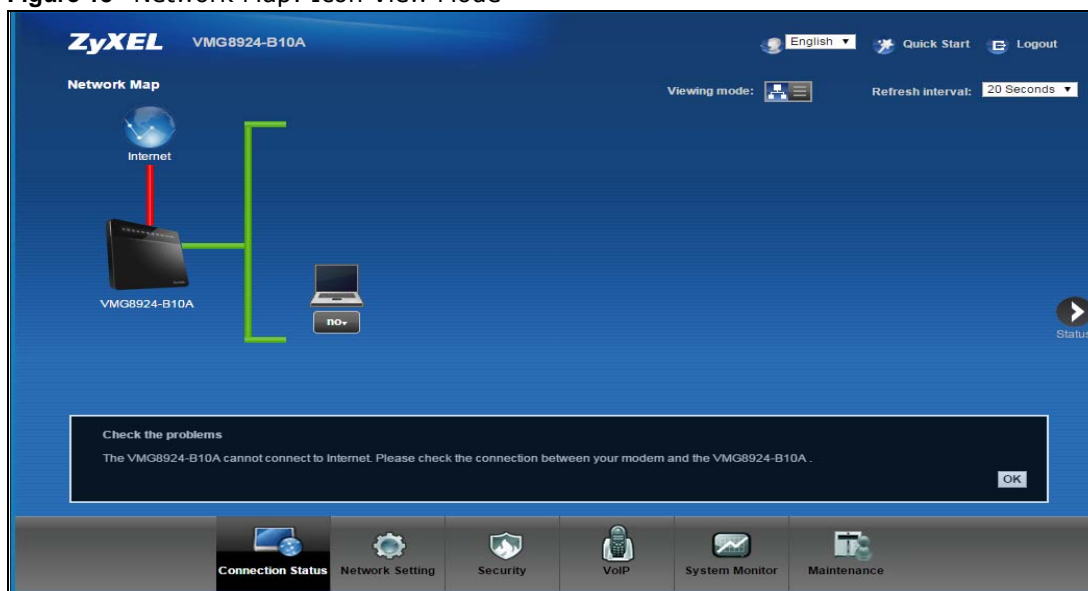 Network Map: Icon View Mode
ZyXEL VMG8924-B10A
English Quick Start Logout
Network Map
Viewing mode: Refresh interval: 20 Seconds
Internet
VMG8924-B10A
no
Status
Check the problems
The VMG8924-B10A cannot connect to Internet. Please check the connection between your modem and the VMG8924-B10A .
OK
Connection Status Network Setting Security VoIP System Monitor Maintenance